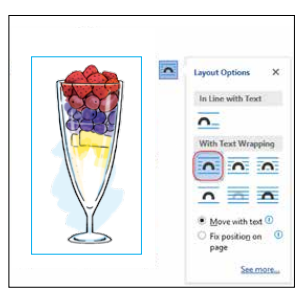 Layout Options
In Line with Text
With Text Wrapping
Move with text
Fix position on
page
See more...